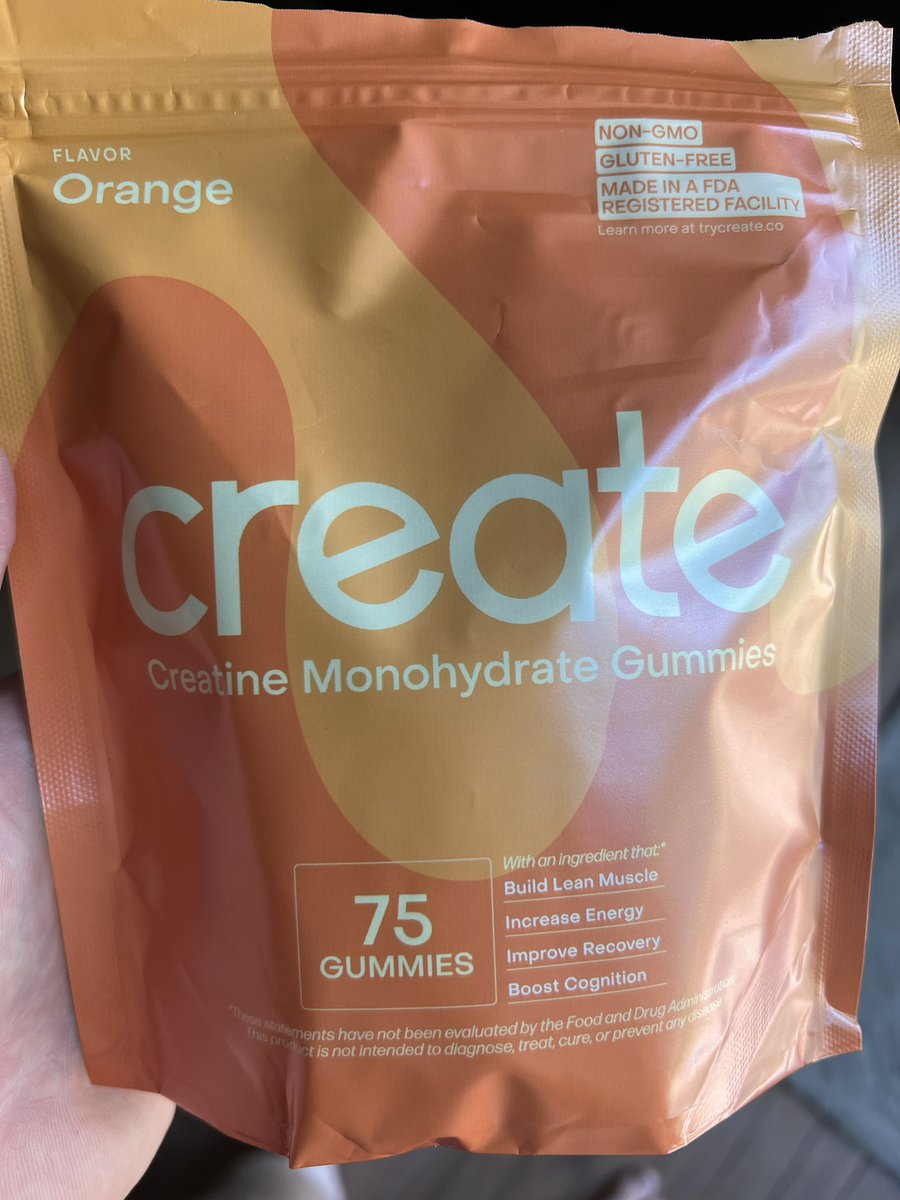 FLAVOR
Orange
NON-GMO
GLUTEN-FREE
MADE IN A FDA
REGISTERED FACILITY
Learn more at trycreate.co
create
Creatine Monohydrate Gummies
75
GUMMIES
With an ingredient that:*
Build Lean Muscle
Increase Energy
Improve Recovery
Boost Cognition
*These statements have not been evaluated by the Food and Drug Administration.
This product is not intended to diagnose, treat, cure, or prevent any disease